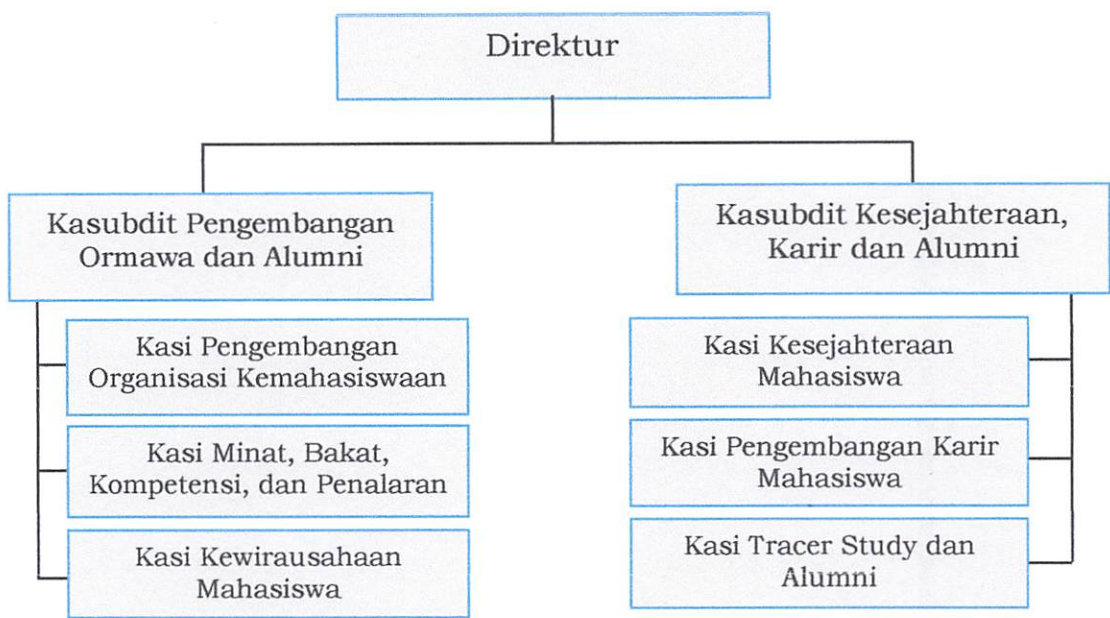 Direktur
Kasubdit Pengembangan
Ormawa dan Alumni
Kasi Pengembangan
Organisasi Kemahasiswaan
Kasi Minat, Bakat,
Kompetensi, dan Penalaran
Kasi Kewirausahaan
Mahasiswa
Kasubdit Kesejahteraan,
Karir dan Alumni
Kasi Kesejahteraan
Mahasiswa
Kasi Pengembangan Karir
Mahasiswa
Kasi Tracer Study dan
Alumni